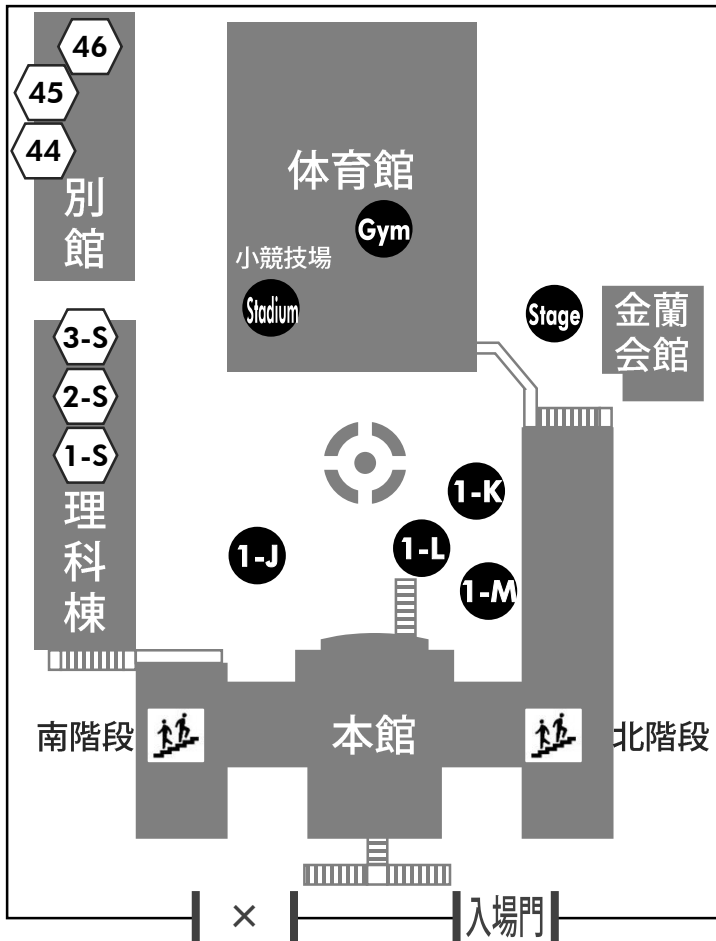 46
45
44
別館
体育館
Gym
小競技場
Stadium
Stage
金蘭
会館
3-S
2-S
1-S
理科棟
1-K
1-L
1-J
1-M
南階段
本館
北階段
×
入場門